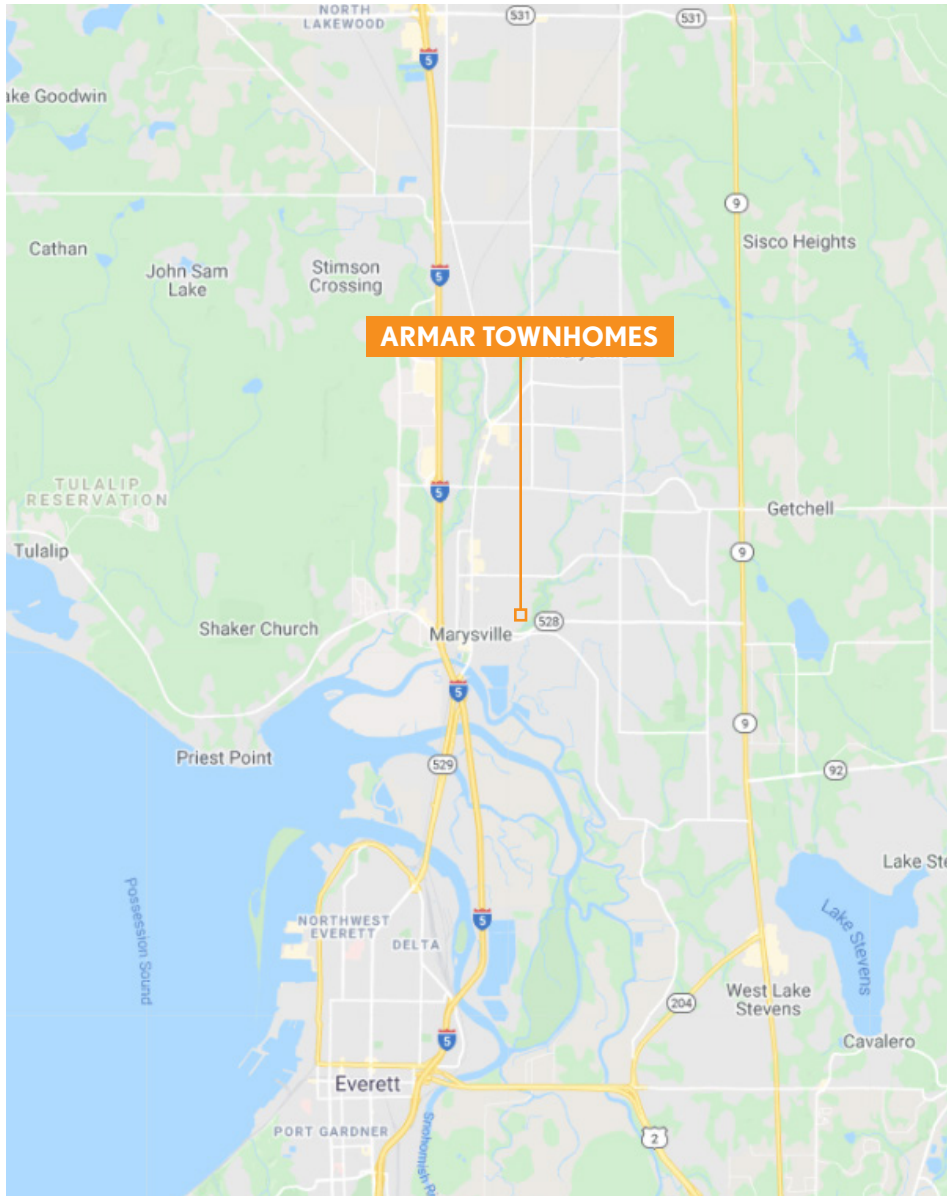 NORTH
LAKEWOOD
531
531
5
ake Goodwin
9
Cathan
Sisco Heights
John Sam
Lake
Stimson
Crossing
5
ARMAR TOWNHOMES
TULALIP
RESERVATION
5
Getchell
Tulalip
9
Shaker Church
528
Marysville
5
9
Priest Point
529
92
Lake Ste
Possession Sound
NORTHWEST
EVERETT
DELTA
5
Lake Stevens
204
West Lake
Stevens
5
Cavalero
Everett
PORT GARDNER
Snohomish Ri
2